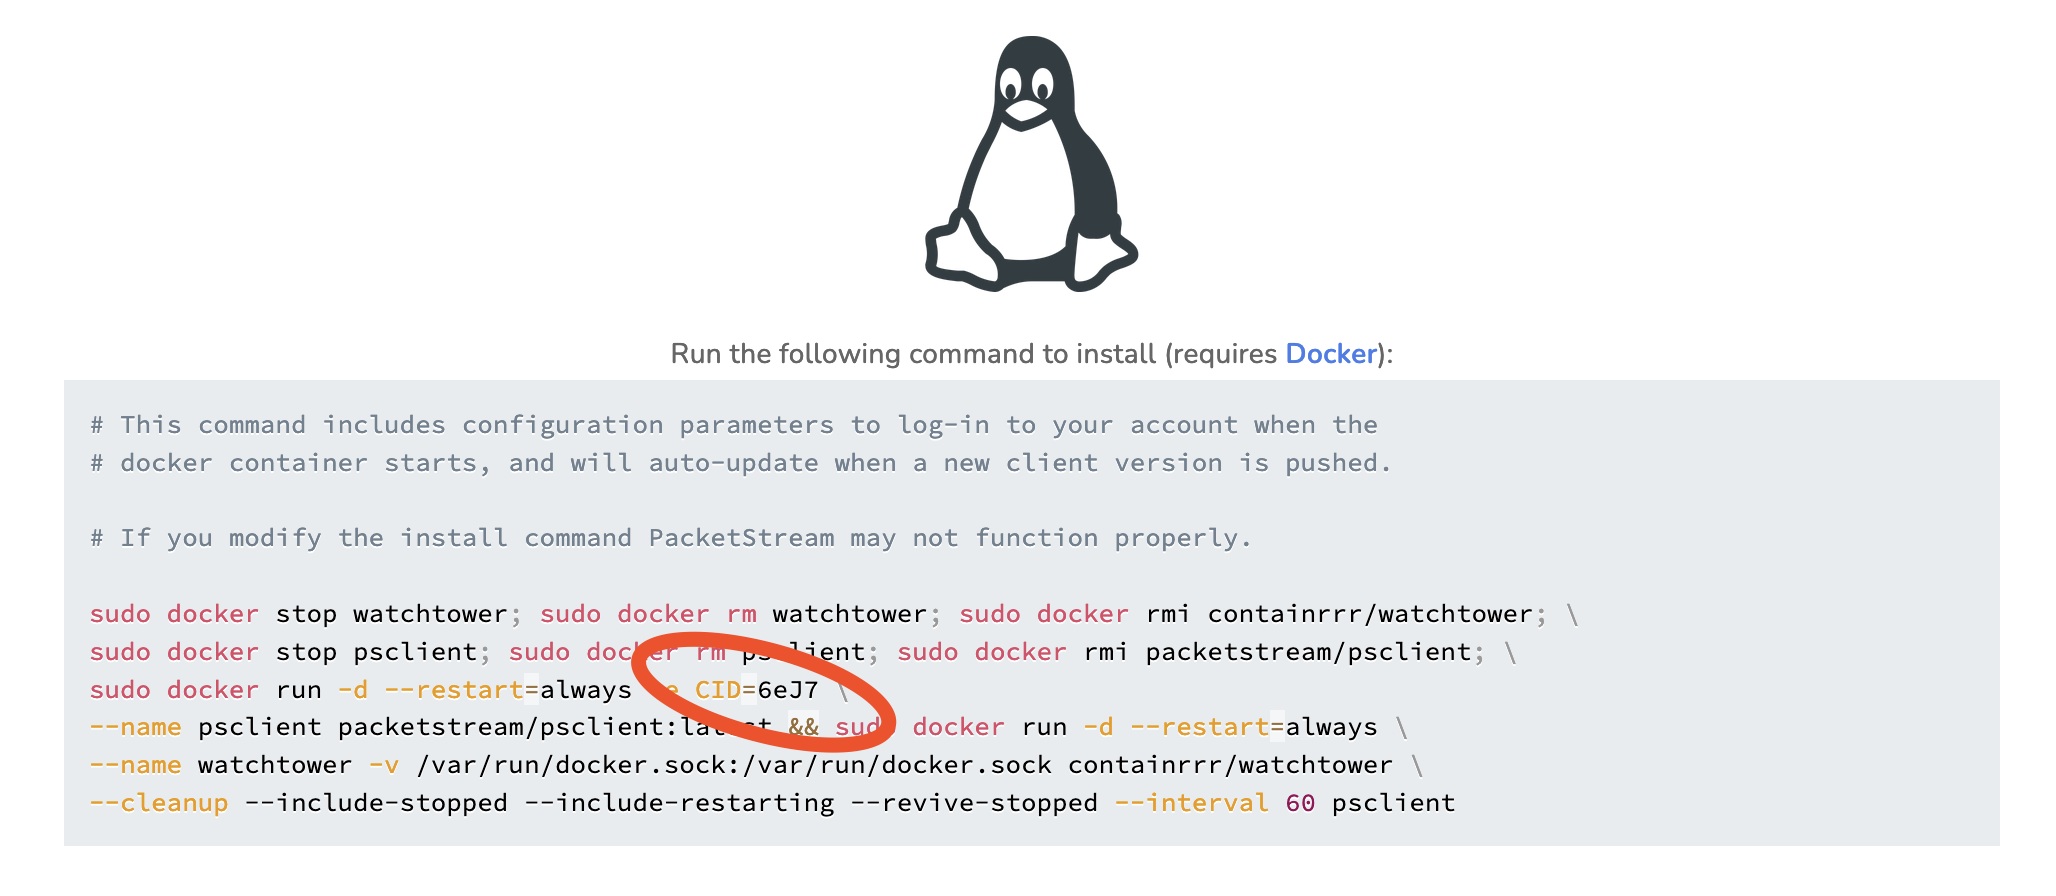 Run the following command to install (requires Docker):
# This command includes configuration parameters to log-in to your account when the
# docker container starts, and will auto-update when a new client version is pushed.
# If you modify the install command PacketStream may not function properly.
sudo docker stop watchtower; sudo docker rm watchtower; sudo docker rmi containrrr/watchtower; \
sudo docker stop psclient; sudo docker rm psclient; sudo docker rmi packetstream/psclient; \
sudo docker run -d --restart=always -e CID=6eJ7 \
--name psclient packetstream/psclient:latest && sudo docker run -d --restart=always \
--name watchtower -v /var/run/docker.sock:/var/run/docker.sock containrrr/watchtower \
--cleanup --include-stopped --include-restarting --revive-stopped --interval 60 psclient